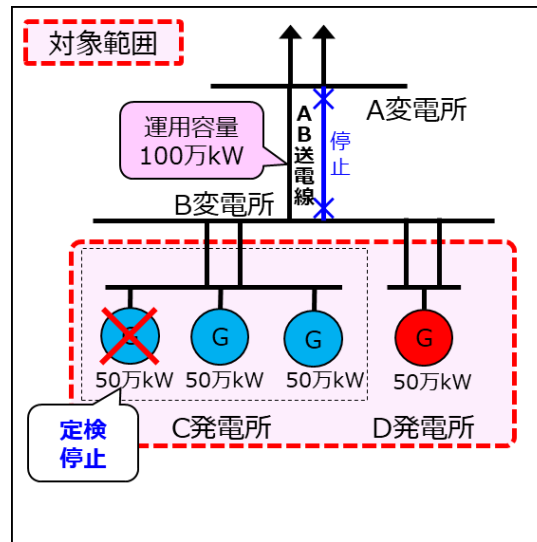 対象範囲
A変電所
運用容量
100万kW
AB送電線
停止
B変電所
G
G
G
G
50万kW
50万kW
50万kW
50万kW
定検
停止
C発電所
D発電所